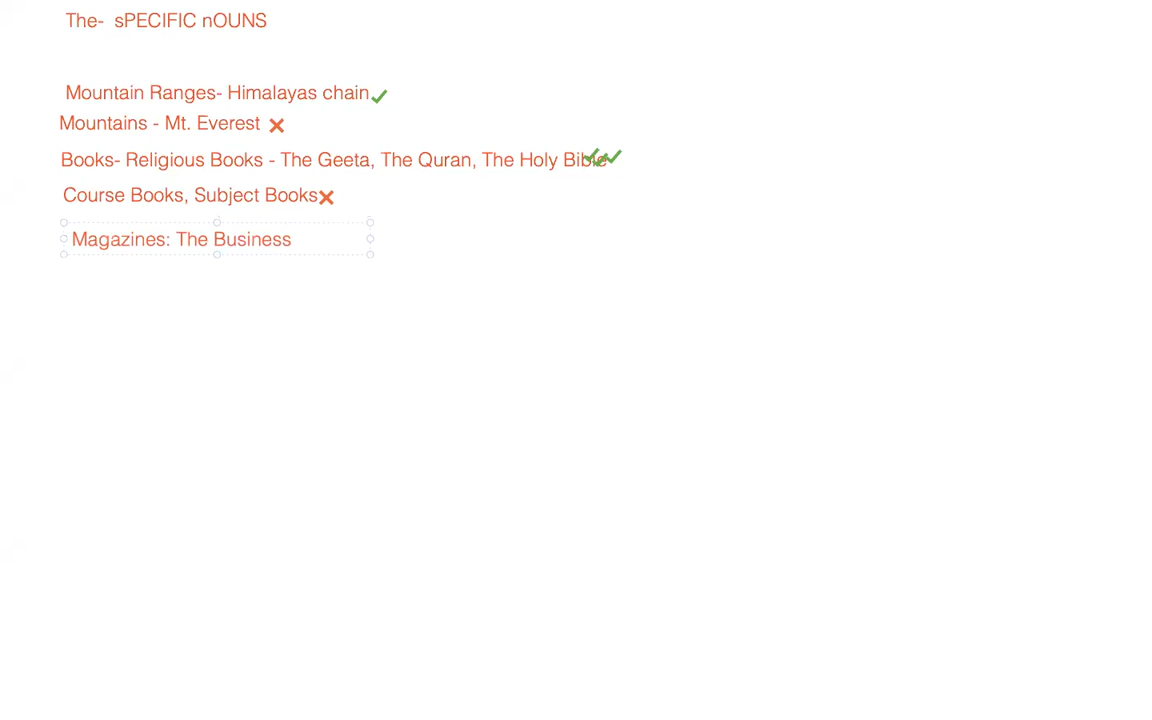 The- sPECIFIC nOUNS
Mountain Ranges- Himalayas chain
Mountains - Mt. Everest
Books- Religious Books - The Geeta, The Quran, The Holy Bible
Course Books, Subject Books
Magazines: The Business